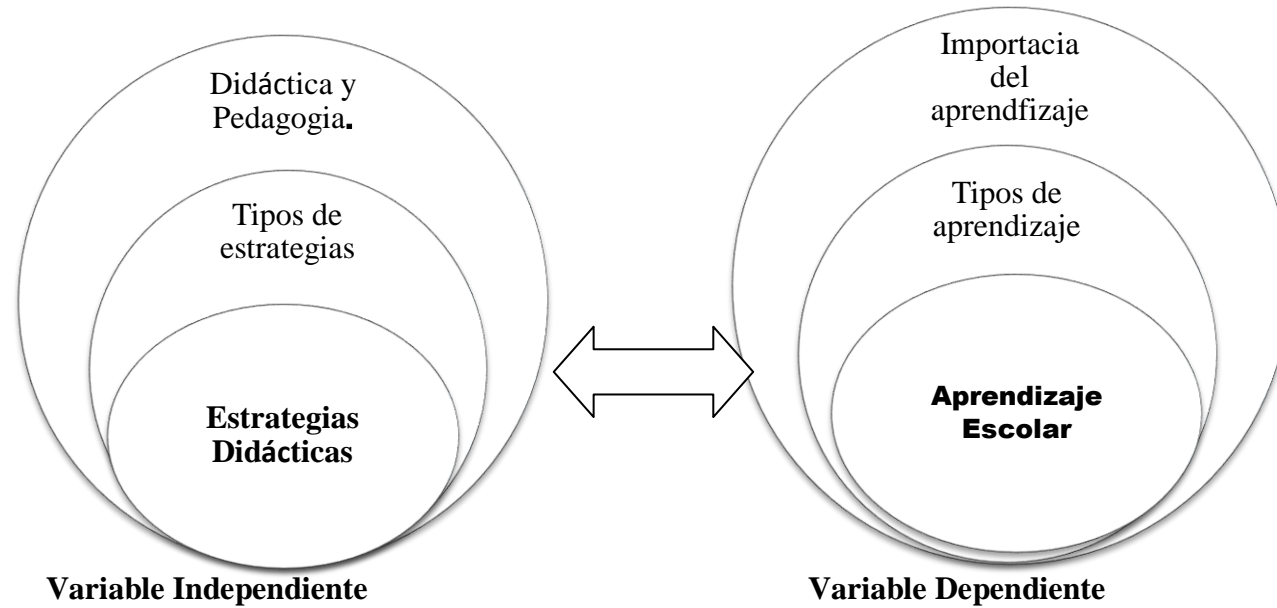 Didáctica y
Pedagogia.
Tipos de
estrategias
Estrategias
Didácticas
Variable Independiente
Importacia
del
aprendfizaje
Tipos de
aprendizaje
Aprendizaje
Escolar
Variable Dependiente